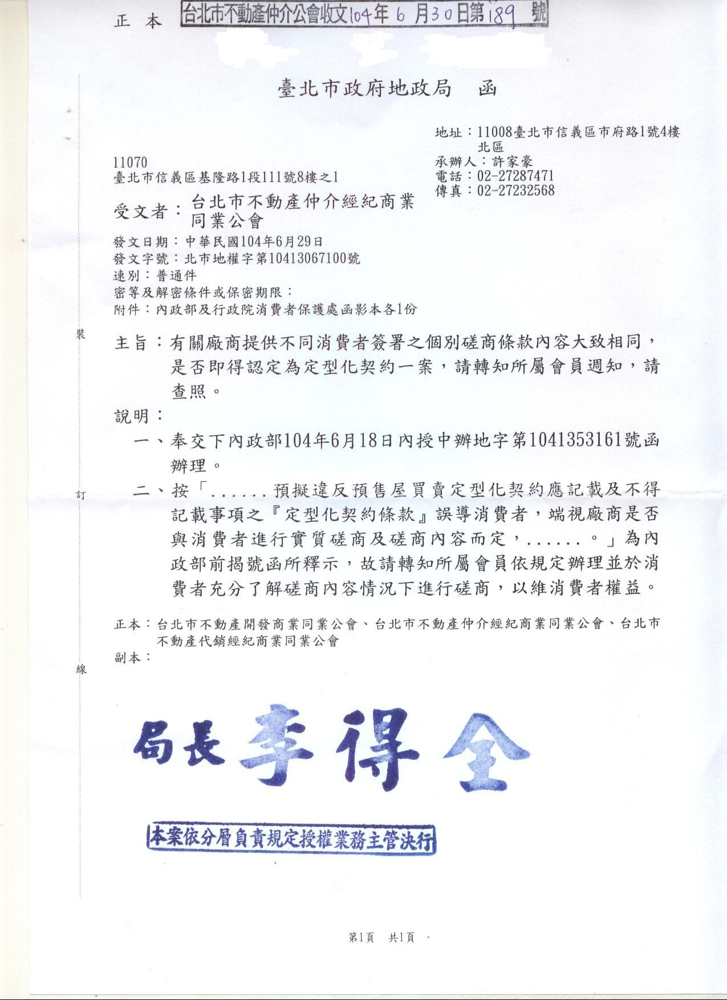 正本
台北市不動產仲介公會收文104年6月30日第189號
臺北市政府地政局 函
地址：11008臺北市信義區市府路1號4樓
北區
承辦人：許家豪
電話：02-27287471
傳真：02-27232568
11070
臺北市信義區基隆路1段111號8樓之1
受文者：台北市不動產仲介經紀商業
同業公會
發文日期：中華民國104年6月29日
發文字號：北市地權字第10413067100號
速別：普通件
密等及解密條件或保密期限：
附件：內政部及行政院消費者保護處函影本各1份
主旨：有關廠商提供不同消費者簽署之個別磋商條款內容大致相同，
是否即得認定為定型化契約一案，請轉知所屬會員週知，請
查照。
說明：
一、奉交下內政部104年6月18日內授中辦地字第1041353161號函
辦理。
二、按「......預擬違反預售屋買賣定型化契約應記載及不得
記載事項之『定型化契約條款』誤導消費者，端視廠商是否
與消費者進行實質磋商及磋商內容而定，......。」為內
政部前揭號函所釋示，故請轉知所屬會員依規定辦理並於消
費者充分了解磋商內容情況下進行磋商，以維消費者權益。
正本：台北市不動產開發商業同業公會、台北市不動產仲介經紀商業同業公會、台北市
不動產代銷經紀商業同業公會
副本：
裝
訂
線
局長 李得全
本案依分層負責規定授權業務主管決行
第1頁 共1頁